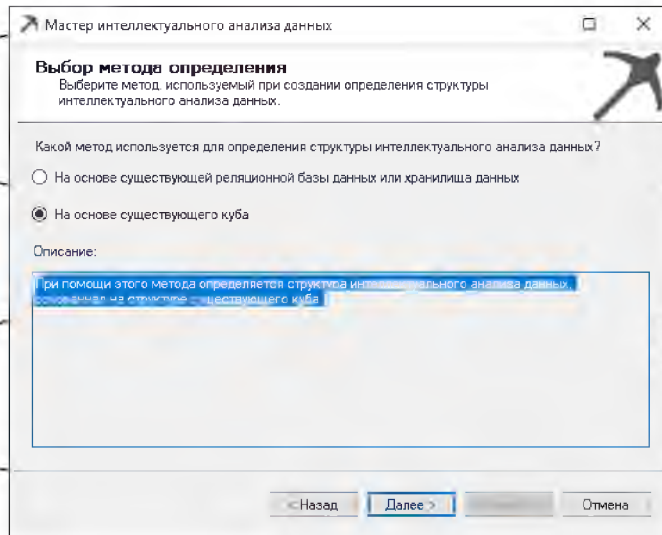 Мастер интеллектуального анализа данных
Выбор метода определения
Выберите метод, используемый при создании определения структуры
интеллектуального анализа данных.
Какой метод используется для определения структуры интеллектуального анализа данных?
На основе существующей реляционной базы данных или хранилища данных
На основе существующего куба
Описание:
При помощи этого метода определяется структура интеллектуального анализа данных,
основанная на структуре существующего куба.
< Назад
Далее >
Отмена